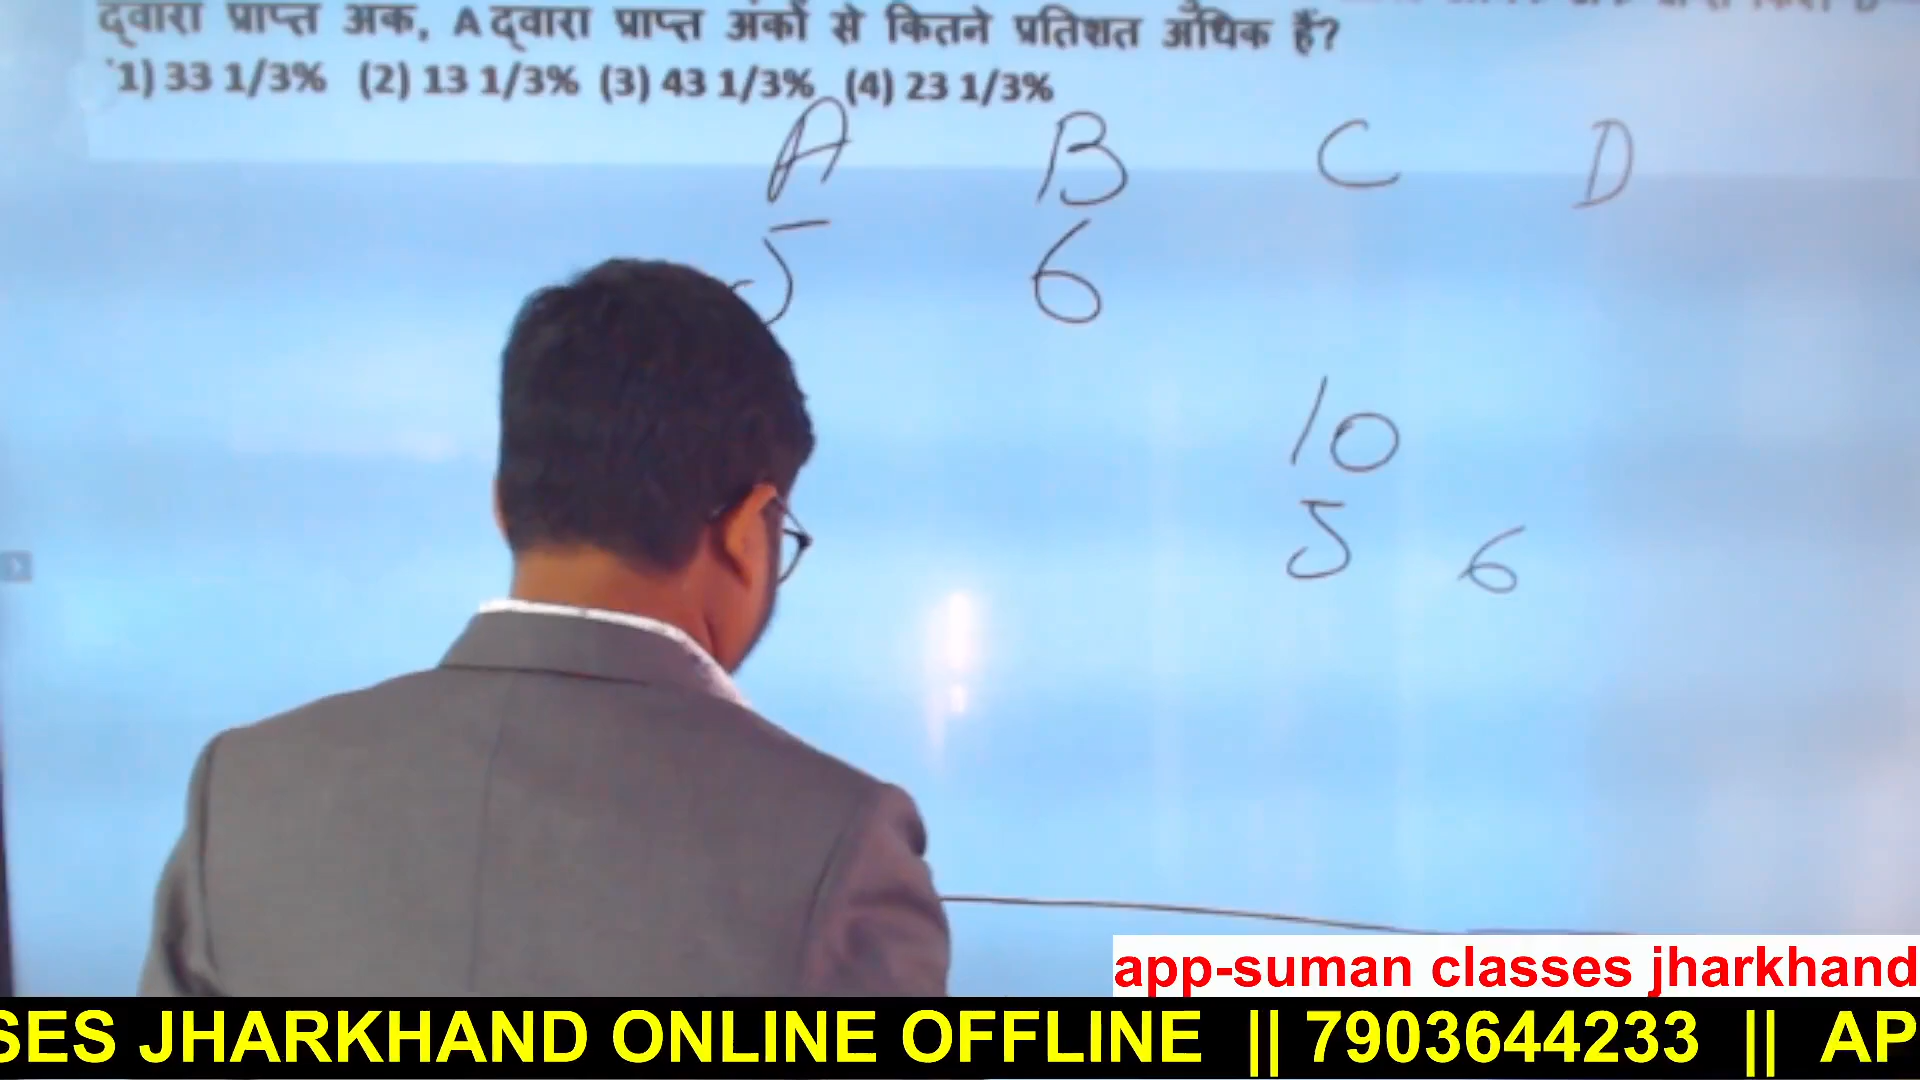 द्वारा प्राप्त अंक, A द्वारा प्राप्त अंकों से कितने प्रतिशत अधिक हैं?
1) 33 1/3% (2) 13 1/3% (3) 43 1/3% (4) 23 1/3%
A B C D
5 6
10
5 6
app-suman classes jharkhand
SES JHARKHAND ONLINE OFFLINE || 7903644233 || AP